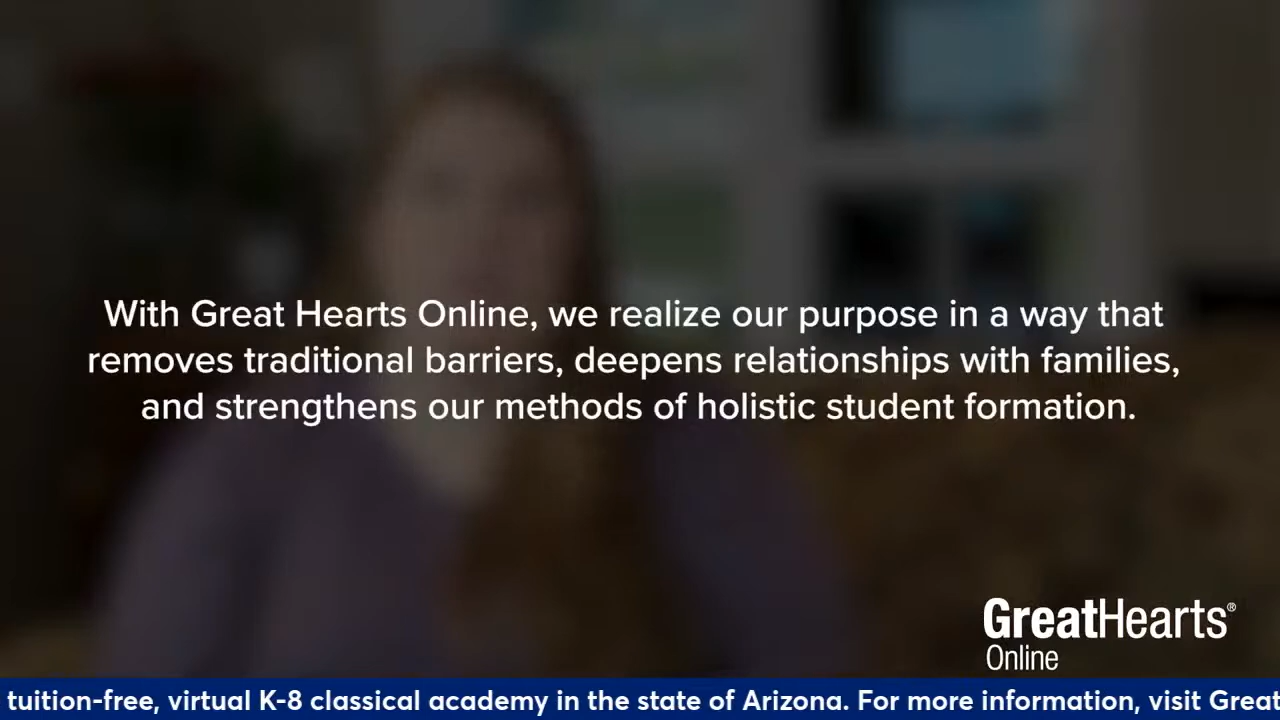 With Great Hearts Online, we realize our purpose in a way that
removes traditional barriers, deepens relationships with families,
and strengthens our methods of holistic student formation.
GreatHearts®
Online
tuition-free, virtual K-8 classical academy in the state of Arizona. For more information, visit Great